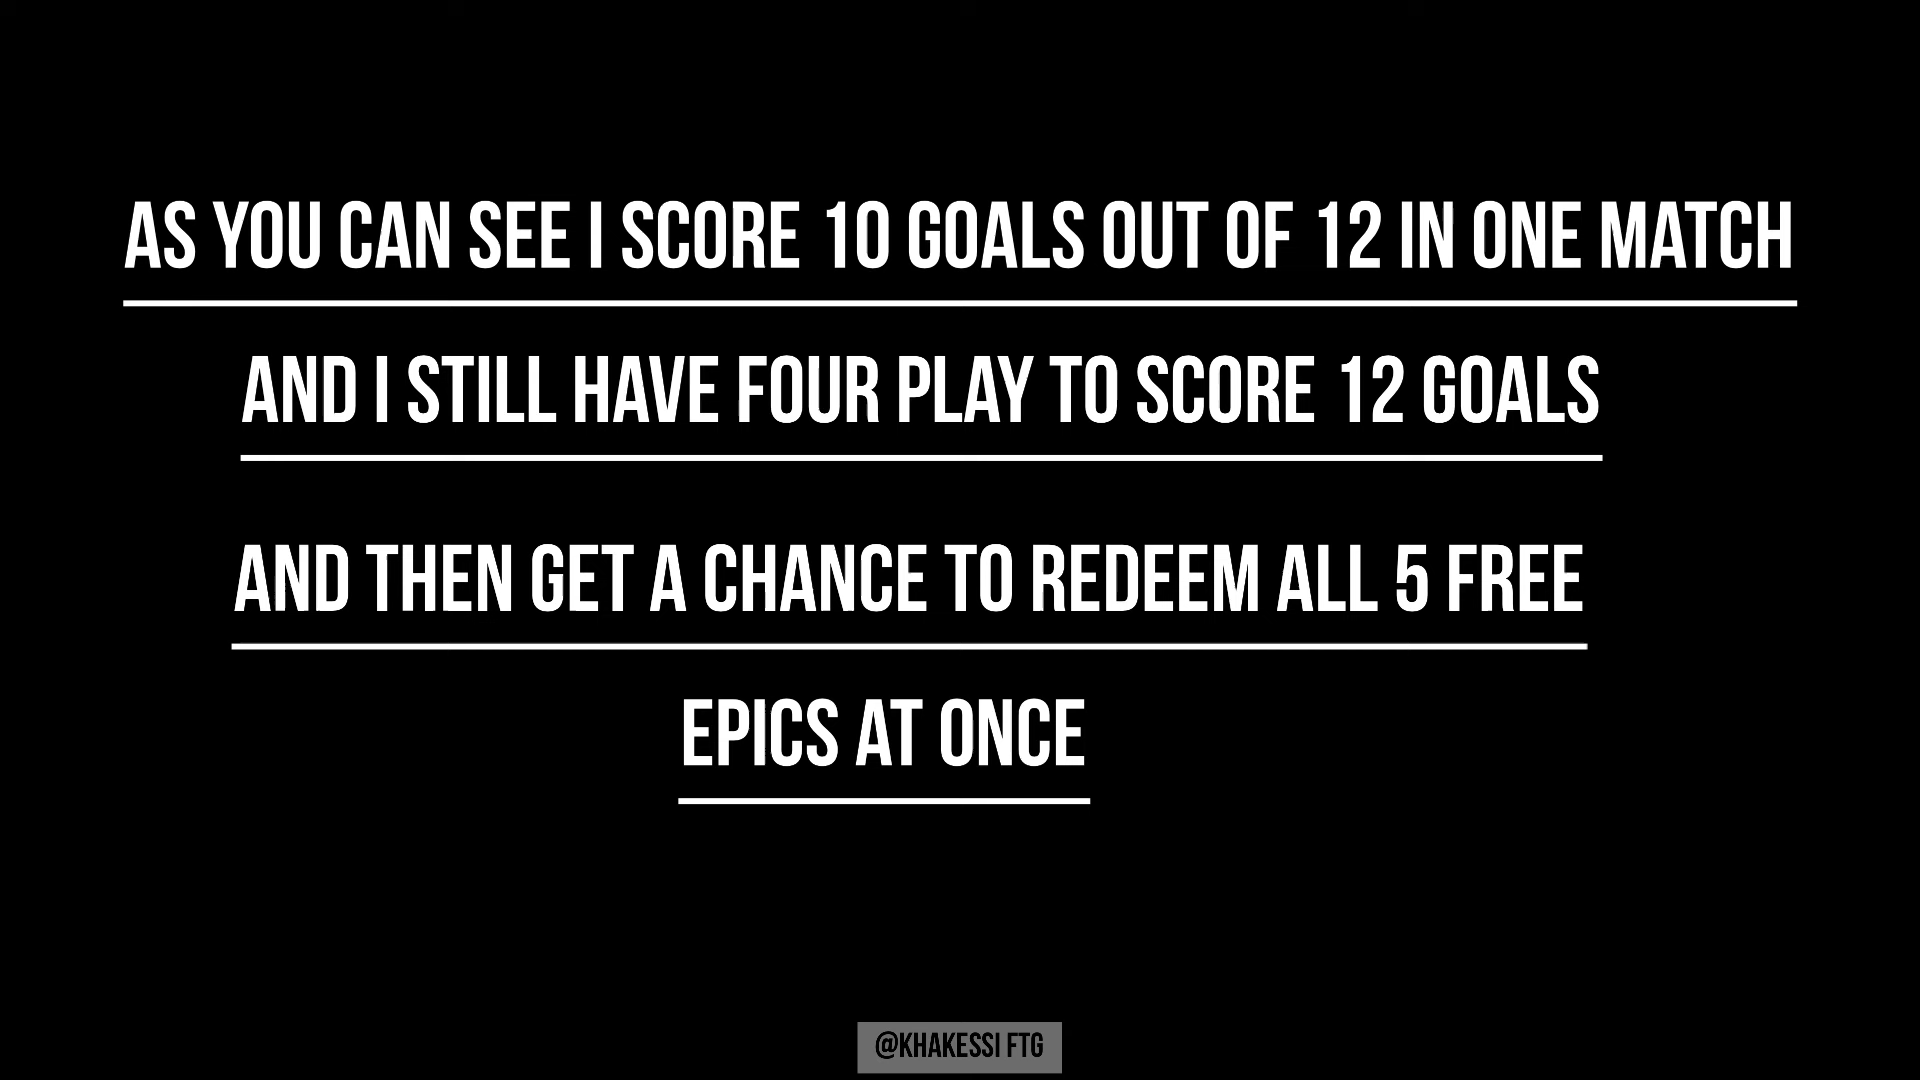 AS YOU CAN SEE I SCORE 10 GOALS OUT OF 12 IN ONE MATCH
AND I STILL HAVE FOUR PLAY TO SCORE 12 GOALS
AND THEN GET A CHANCE TO REDEEM ALL 5 FREE
EPICS AT ONCE
@KHAKESSI FTG